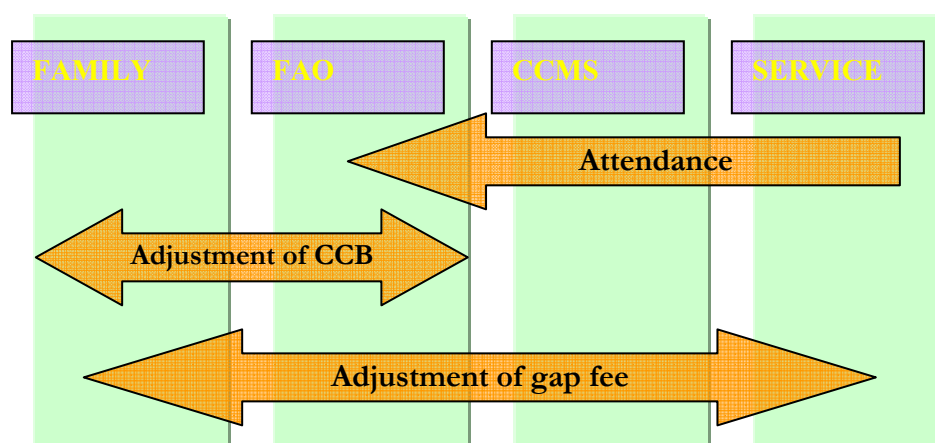 FAMILY
FAO
CCMS
SERVICE
Attendance
Adjustment of CCB
Adjustment of gap fee